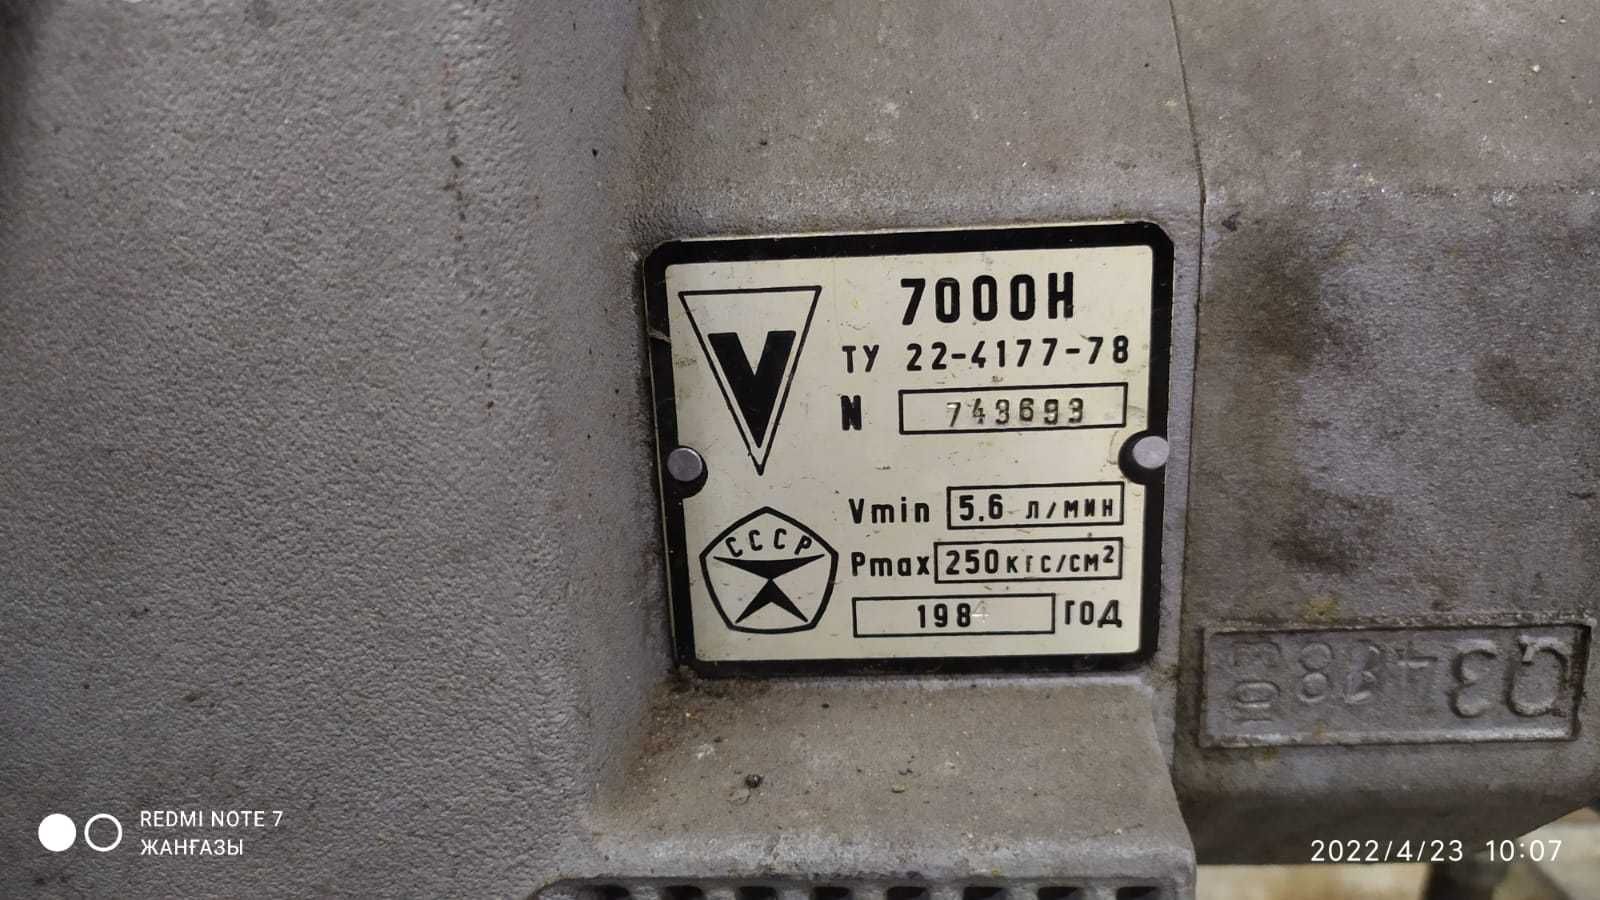 7000Н
ТУ 22-4177-78
V
N 743693
Vmin 5,6 л/мин
Pmax 250 кгс/см²
СССР
1984 ГОД
REDMI NOTE 7
ЖАНҒАЗЫ
2022/4/23 10:07